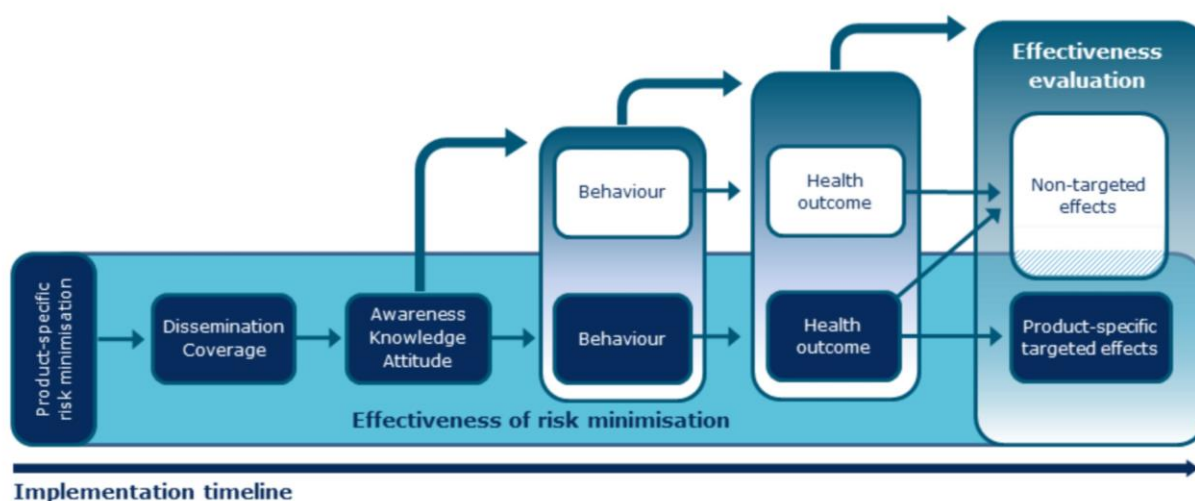 Effectiveness
evaluation
Behaviour
Health
outcome
Non-targeted
effects
Product-specific
risk minimisation
Dissemination
Coverage
Awareness
Knowledge
Attitude
Behaviour
Health
outcome
Product-specific
targeted effects
Effectiveness of risk minimisation
Implementation timeline